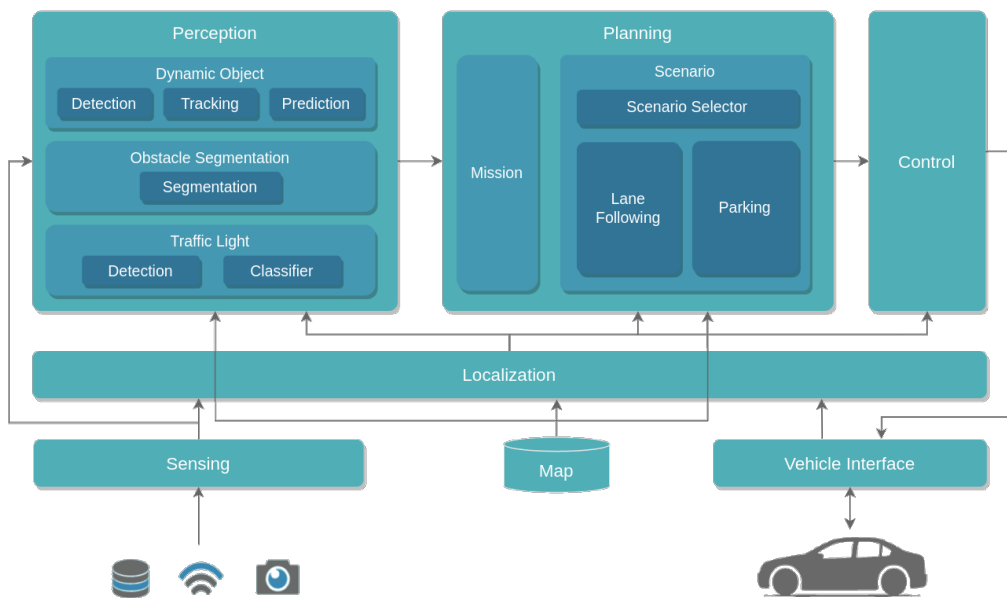 Perception
Dynamic Object
Detection
Tracking
Prediction
Obstacle Segmentation
Segmentation
Traffic Light
Detection
Classifier
Planning
Mission
Scenario
Scenario Selector
Lane
Following
Parking
Control
Localization
Sensing
Map
Vehicle Interface